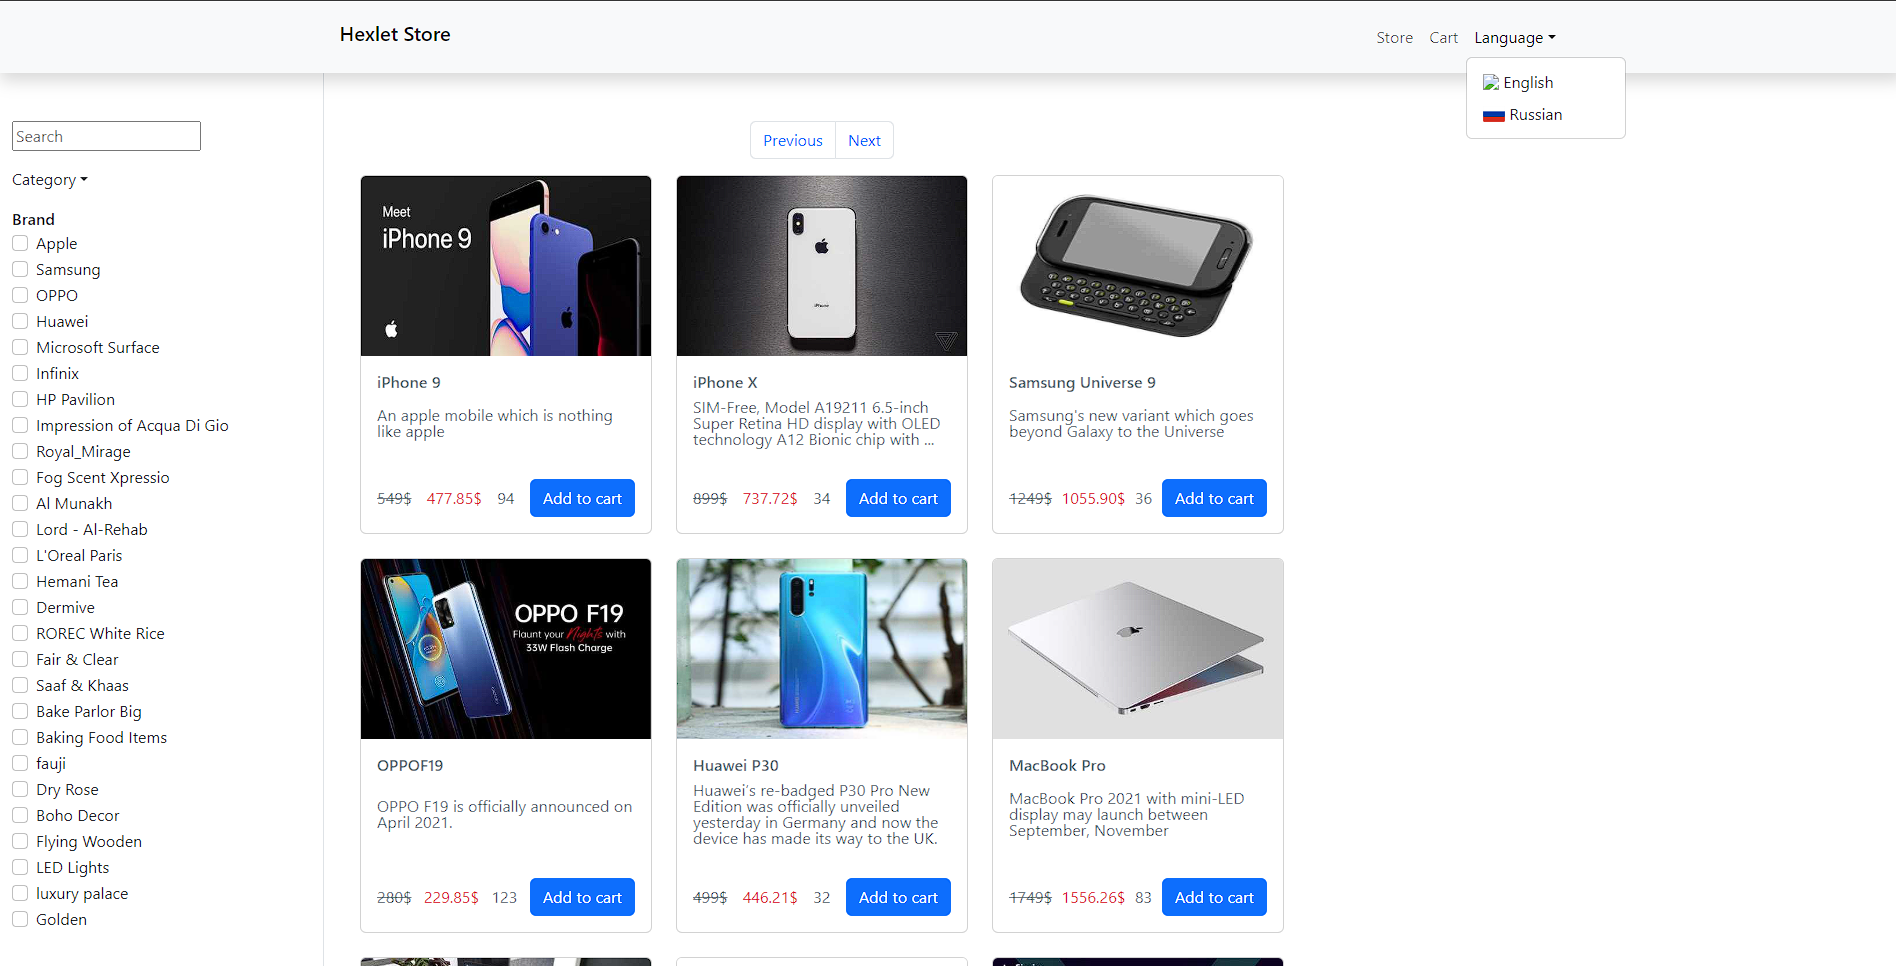 Hexlet Store
Store Cart Language
English
Russian
Search
Category
Brand
Apple
Samsung
OPPO
Huawei
Microsoft Surface
Infinix
HP Pavilion
Impression of Acqua Di Gio
Royal_Mirage
Fog Scent Xpressio
Al Munakh
Lord - Al-Rehab
L'Oreal Paris
Hemani Tea
Dermive
ROREC White Rice
Fair & Clear
Saaf & Khaas
Bake Parlor Big
Baking Food Items
fauji
Dry Rose
Boho Decor
Flying Wooden
LED Lights
luxury palace
Golden
Previous Next
Meet
iPhone 9
iPhone 9
An apple mobile which is nothing
like apple
549$ 477.85$ 94 Add to cart
iPhone
iPhone X
SIM-Free, Model A19211 6.5-inch
Super Retina HD display with OLED
technology A12 Bionic chip with ...
899$ 737.72$ 34 Add to cart
Samsung Universe 9
Samsung's new variant which goes
beyond Galaxy to the Universe
1249$ 1055.90$ 36 Add to cart
OPPO F19
Flaunt your Nights with
33W Flash Charge
OPPOF19
OPPO F19 is officially announced on
April 2021.
280$ 229.85$ 123 Add to cart
Huawei P30
Huawei's re-badged P30 Pro New
Edition was officially unveiled
yesterday in Germany and now the
device has made its way to the UK.
499$ 446.21$ 32 Add to cart
MacBook Pro
MacBook Pro 2021 with mini-LED
display may launch between
September, November
1749$ 1556.26$ 83 Add to cart